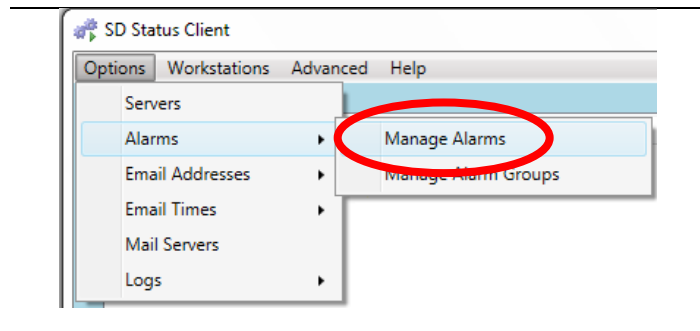 SD Status Client
Options Workstations Advanced Help
Servers
Alarms
Manage Alarms
Email Addresses
Manage Alarm Groups
Email Times
Mail Servers
Logs